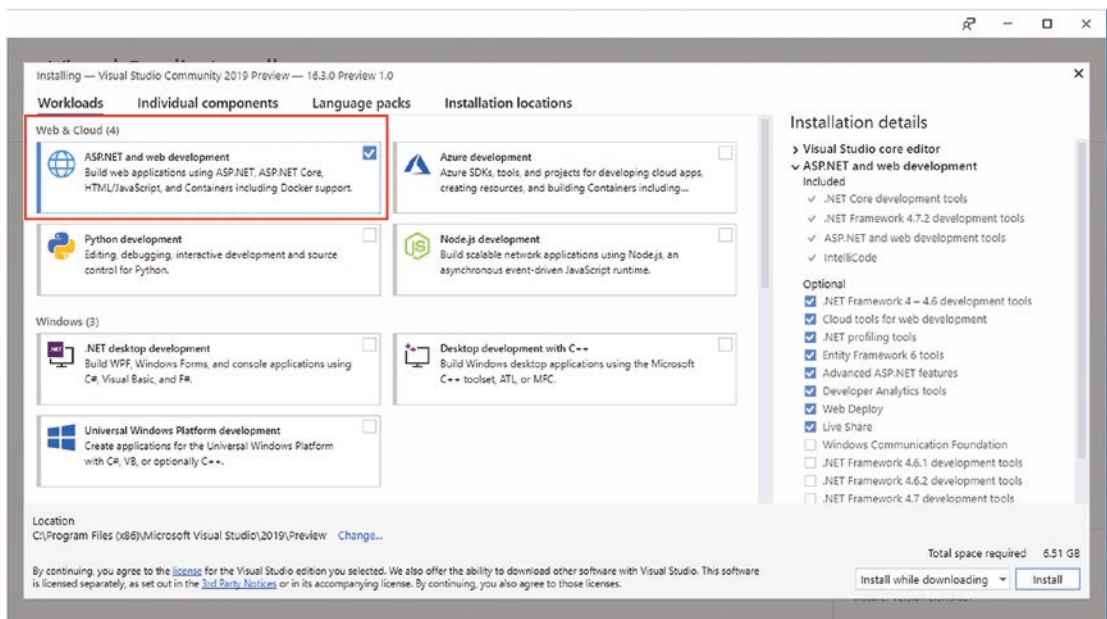 Installing — Visual Studio Community 2019 Preview — 16.3.0 Preview 1.0
Workloads Individual components Language packs Installation locations
Web & Cloud (4)
ASP.NET and web development
Build web applications using ASP.NET, ASP.NET Core,
HTML/JavaScript, and Containers including Docker support.
Azure development
Azure SDKs, tools, and projects for developing cloud apps,
creating resources, and building Containers including...
Python development
Editing, debugging, interactive development and source
control for Python.
Node.js development
Build scalable network applications using Node.js, an
asynchronous event-driven JavaScript runtime.
Windows (3)
.NET desktop development
Build WPF, Windows Forms, and console applications using
C#, Visual Basic, and F#.
Desktop development with C++
Build Windows desktop applications using the Microsoft
C++ toolset, ATL, or MFC.
Universal Windows Platform development
Create applications for the Universal Windows Platform
with C#, VB, or optionally C++.
Installation details
Visual Studio core editor
ASP.NET and web development
Included
.NET Core development tools
.NET Framework 4.7.2 development tools
ASP.NET and web development tools
IntelliCode
Optional
.NET Framework 4 – 4.6 development tools
Cloud tools for web development
.NET profiling tools
Entity Framework 6 tools
Advanced ASP.NET features
Developer Analytics tools
Web Deploy
Live Share
Windows Communication Foundation
.NET Framework 4.6.1 development tools
.NET Framework 4.6.2 development tools
.NET Framework 4.7 development tools
Location
C:\Program Files (x86)\Microsoft Visual Studio\2019\Preview Change...
By continuing, you agree to the license for the Visual Studio edition you selected. We also offer the ability to download other software with Visual Studio. This software
is licensed separately, as set out in the 3rd Party Notices or in its accompanying license. By continuing, you also agree to those licenses.
Total space required 6.51 GB
Install while downloading Install